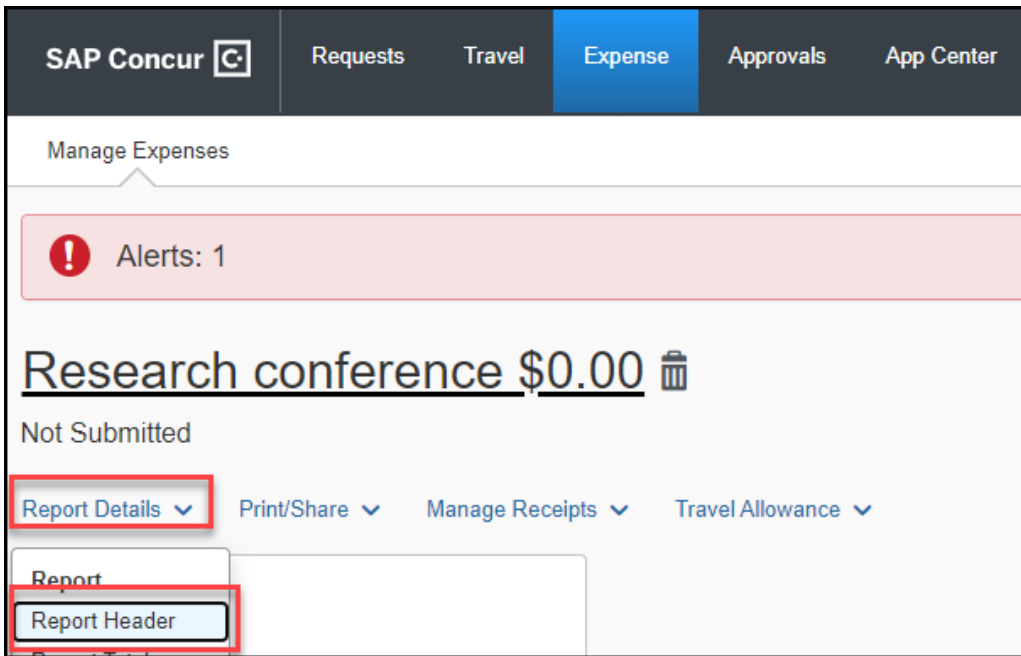 SAP Concur C. Requests Travel Expense Approvals App Center
Manage Expenses
! Alerts: 1
Research conference $0.00
Not Submitted
Report Details Print/Share Manage Receipts Travel Allowance
Report
Report Header